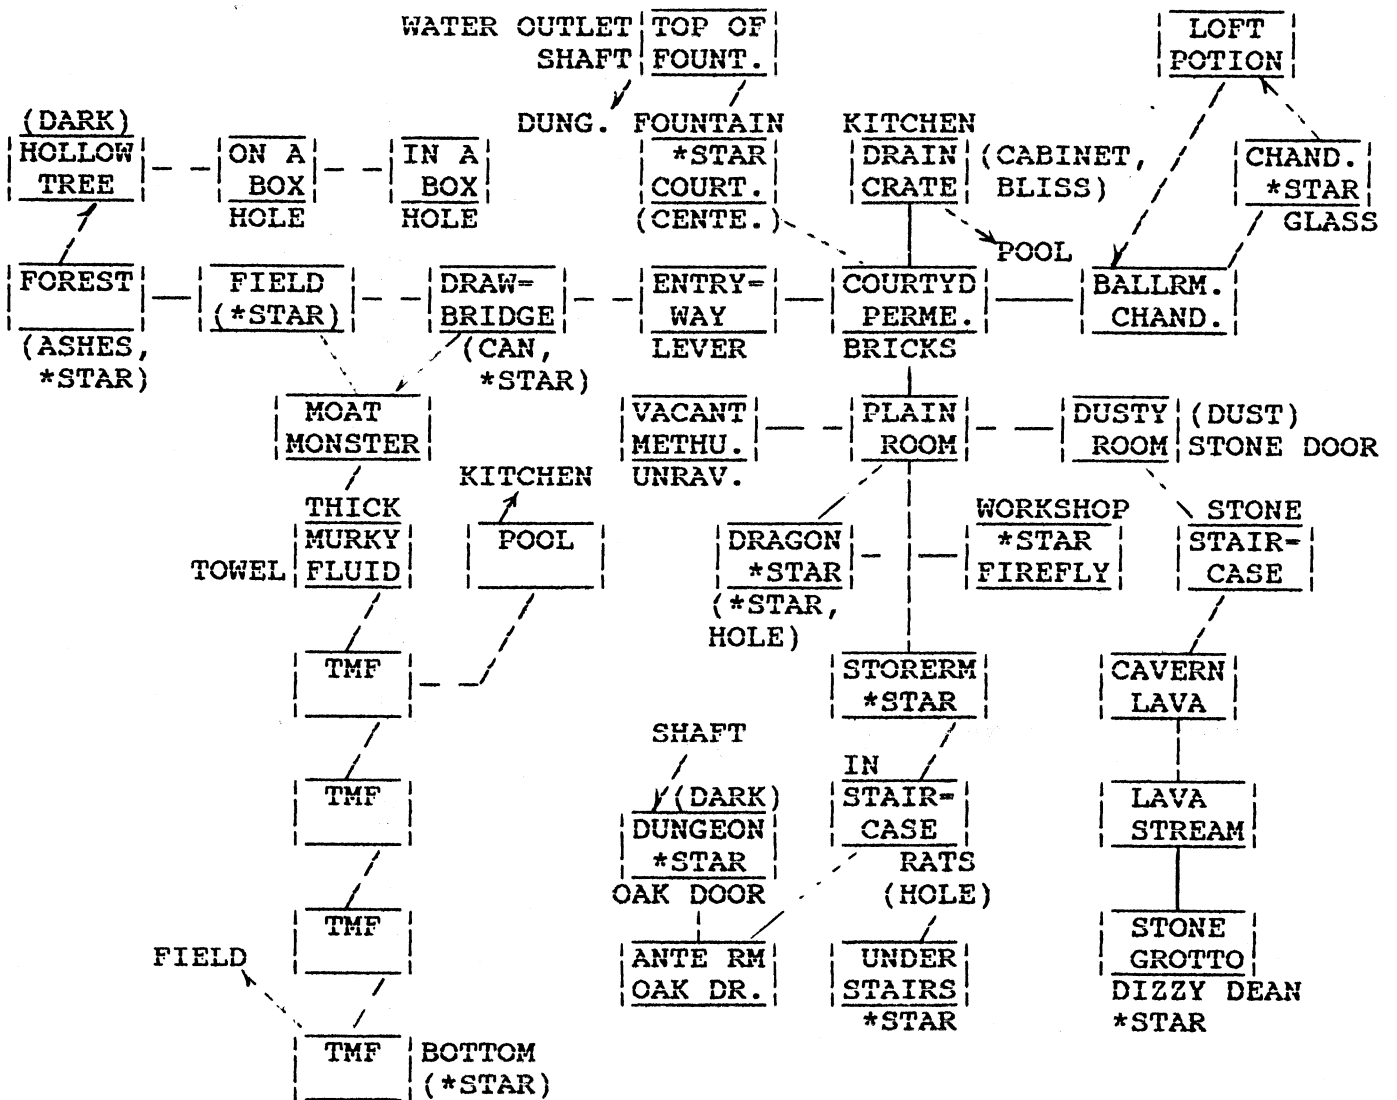 WATER OUTLET
SHAFT
TOP OF
FOUNT.
LOFT
POTION
DUNG.
(DARK)
HOLLOW
TREE
ON A
BOX
HOLE
IN A
BOX
HOLE
FOUNTAIN
*STAR
COURT.
(CENTE.)
KITCHEN
DRAIN
CRATE
(CABINET,
BLISS)
POOL
CHAND.
*STAR
GLASS
FOREST
(ASHES,
*STAR)
FIELD
(*STAR)
DRAW=
BRIDGE
(CAN,
*STAR)
ENTRY=
WAY
LEVER
COURTYD
PERME.
BRICKS
BALLRM.
CHAND.
MOAT
MONSTER
VACANT
METHU.
UNRAV.
PLAIN
ROOM
DUSTY
ROOM
(DUST)
STONE DOOR
KITCHEN
THICK
MURKY
FLUID
TOWEL
POOL
DRAGON
*STAR
(*STAR,
HOLE)
WORKSHOP
*STAR
FIREFLY
STONE
STAIR=
CASE
TMF
STORERM
*STAR
CAVERN
LAVA
SHAFT
TMF
(DARK)
DUNGEON
*STAR
OAK DOOR
IN
STAIR=
CASE
RATS
(HOLE)
LAVA
STREAM
FIELD
TMF
ANTE RM
OAK DR.
UNDER
STAIRS
*STAR
STONE
GROTTO
DIZZY DEAN
*STAR
TMF
BOTTOM
(*STAR)